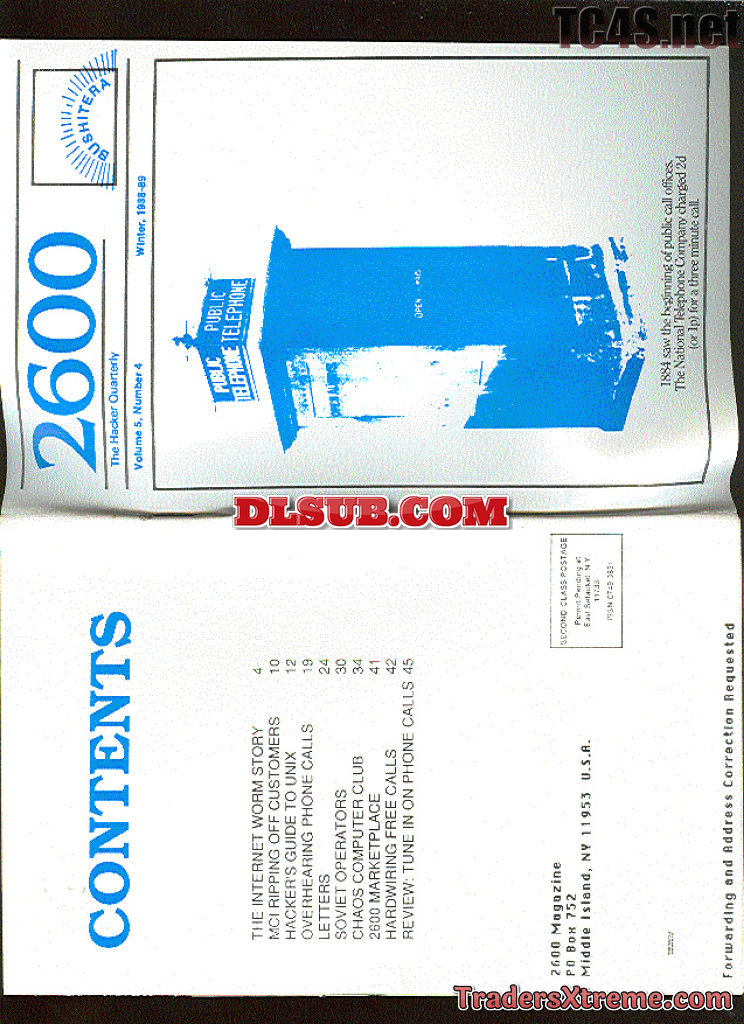 TC4S.net
2600
The Hacker Quarterly
Volume 5, Number 4
Winter, 1988-89
BUSHITERA
PUBLIC TELEPHONE
PUBLIC TELEPHONE
OPEN
1884 saw the beginning of public call offices.
The National Telephone Company charged 2d
(or 1p) for a three minute call.
DLSUB.COM
CONTENTS
THE INTERNET WORM STORY 4
MCI RIPPING OFF CUSTOMERS 10
HACKER'S GUIDE TO UNIX 12
OVERHEARING PHONE CALLS 19
LETTERS 24
SOVIET OPERATORS 30
CHAOS COMPUTER CLUB 34
2600 MARKETPLACE 41
HARDWIRING FREE CALLS 42
REVIEW: TUNE IN ON PHONE CALLS 45
2600 Magazine
PO Box 752
Middle Island, NY 11953 U.S.A.
SECOND CLASS POSTAGE
Permit Pending at
East Setauket, N.Y.
11733
Forwarding and Address Correction Requested
TradersXtreme.com